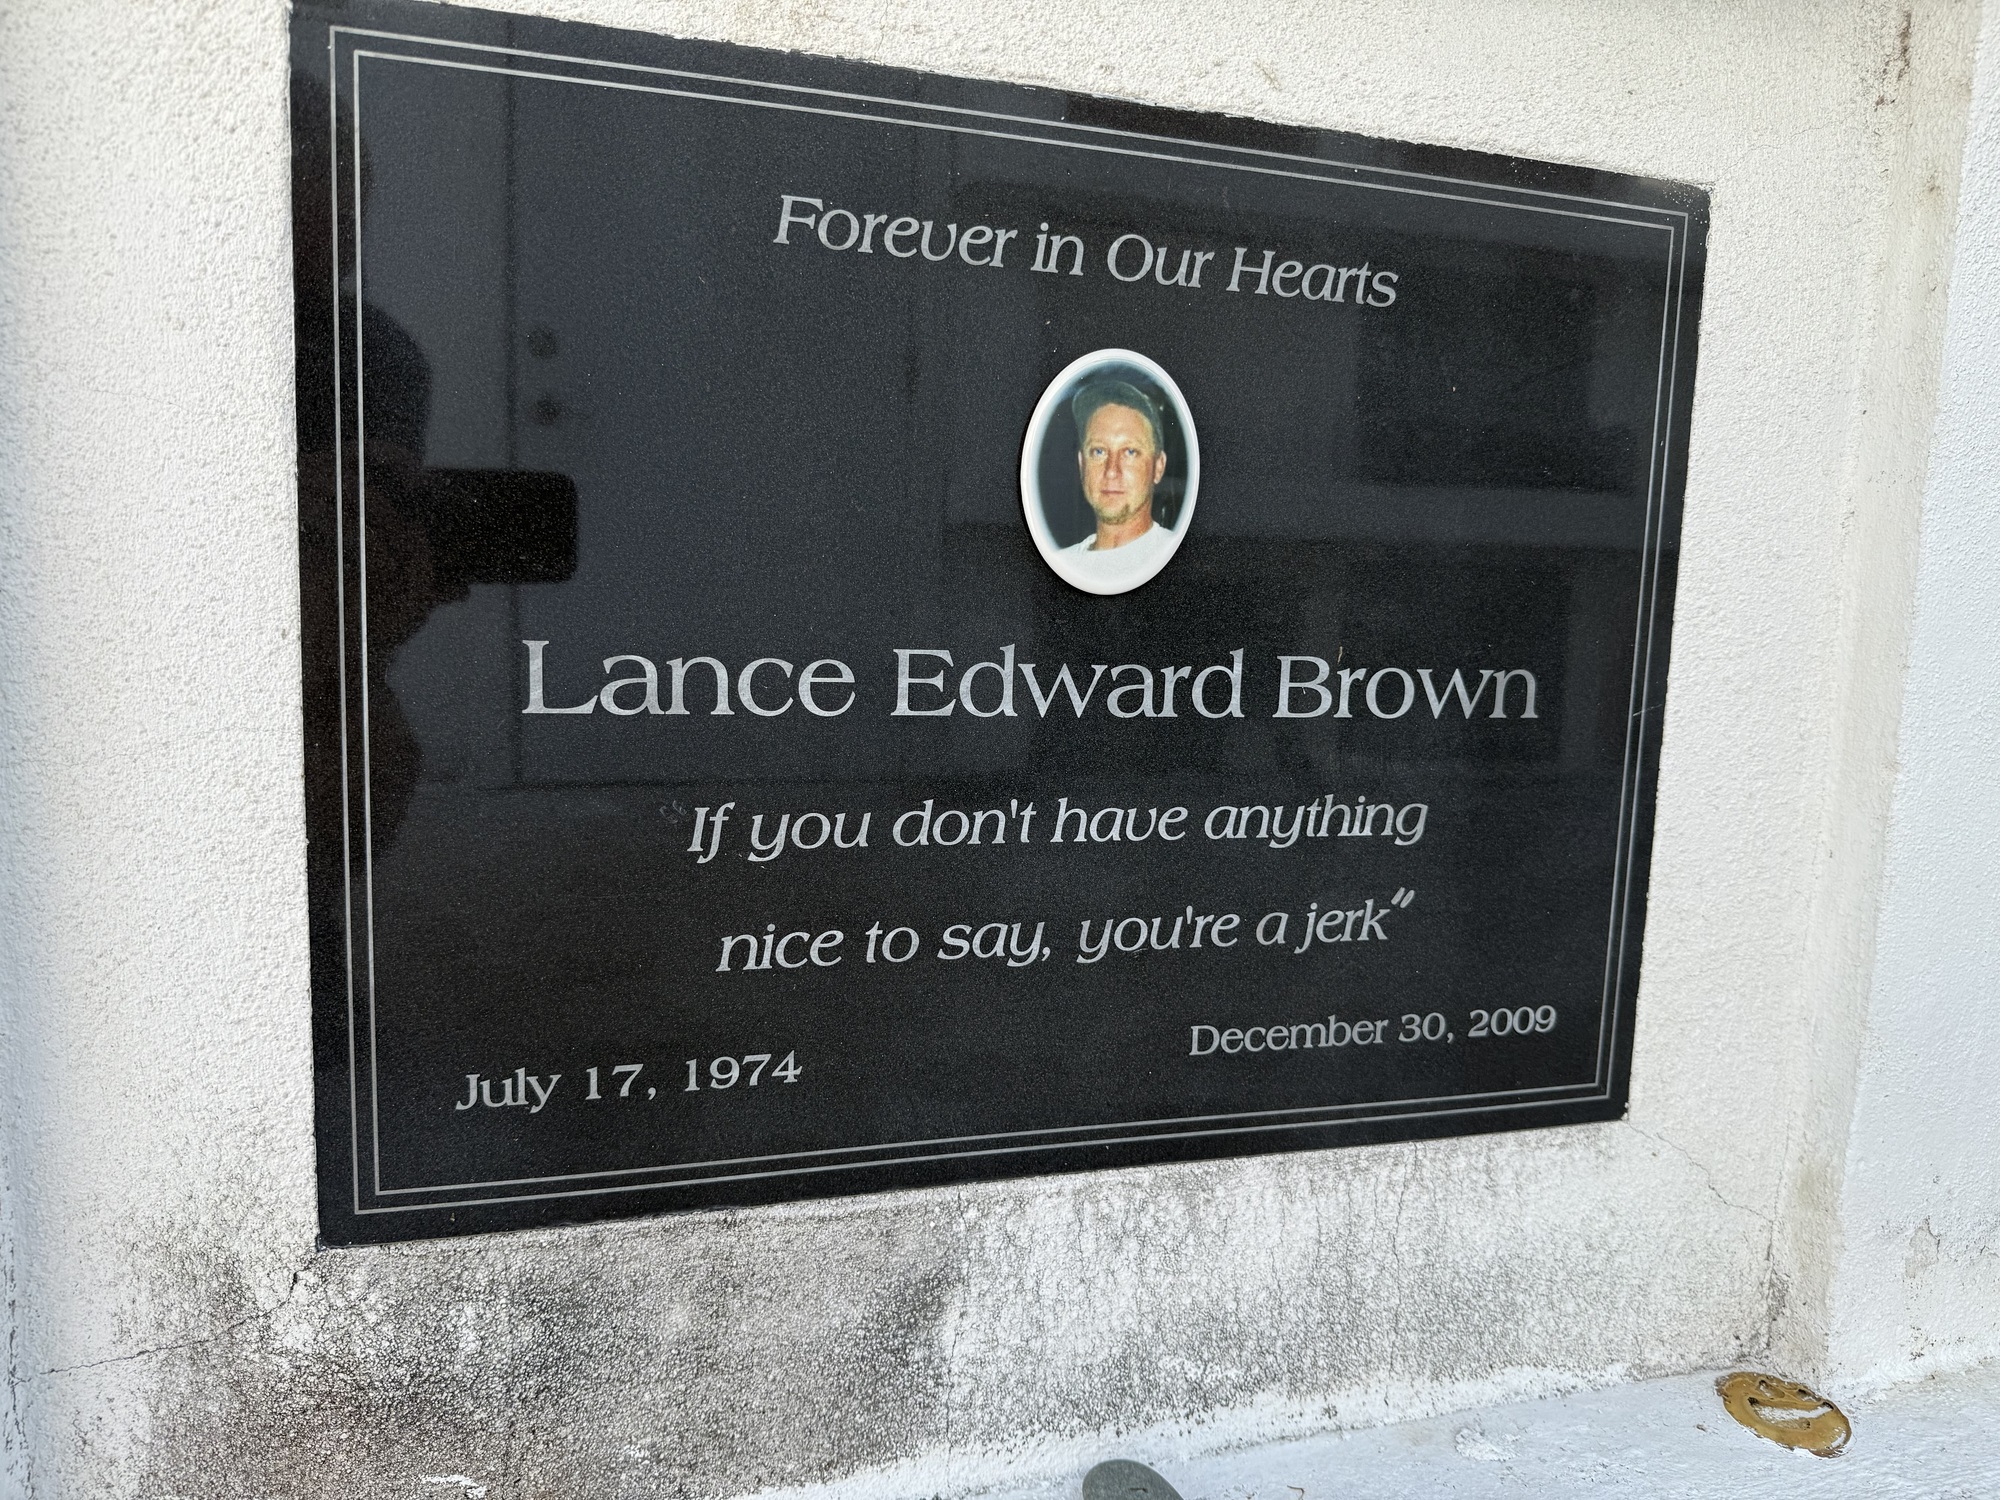 Forever in Our Hearts
Lance Edward Brown
"If you don't have anything
nice to say, you're a jerk"
July 17, 1974
December 30, 2009